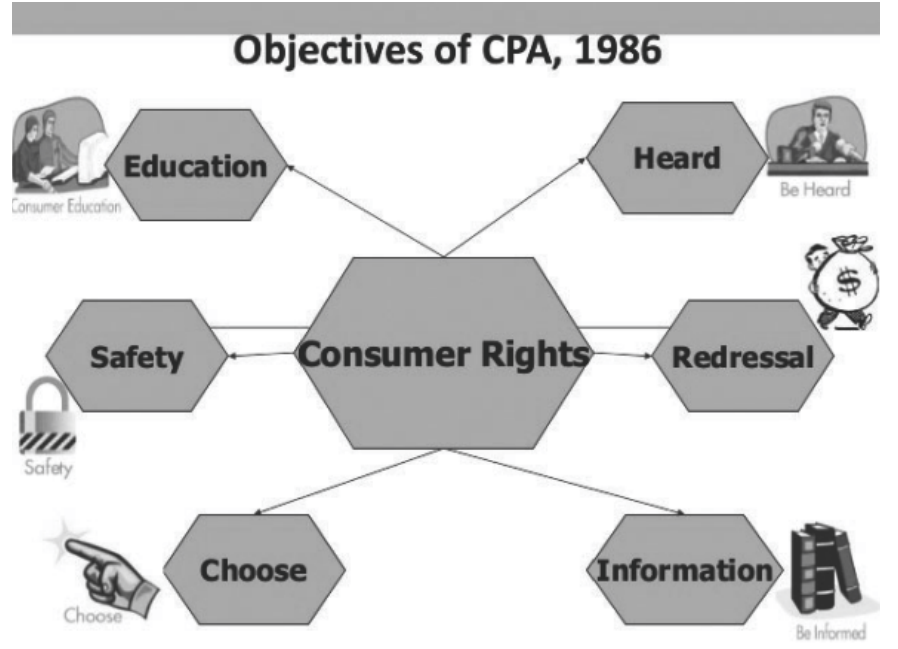 Objectives of CPA, 1986
Education
Consumer Education
Heard
Be Heard
$
Safety
Consumer Rights
Redressal
Safety
Choose
Choose
Information
Be Informed